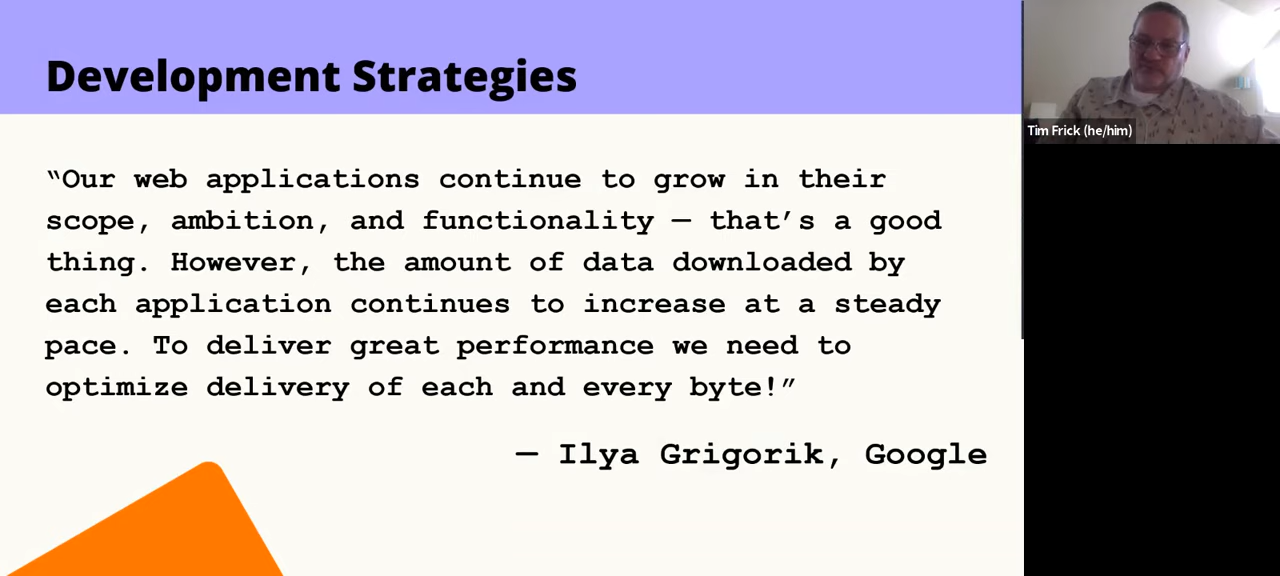 Development Strategies
Tim Frick (he/him)
“Our web applications continue to grow in their
scope, ambition, and functionality — that’s a good
thing. However, the amount of data downloaded by
each application continues to increase at a steady
pace. To deliver great performance we need to
optimize delivery of each and every byte!”
— Ilya Grigorik, Google